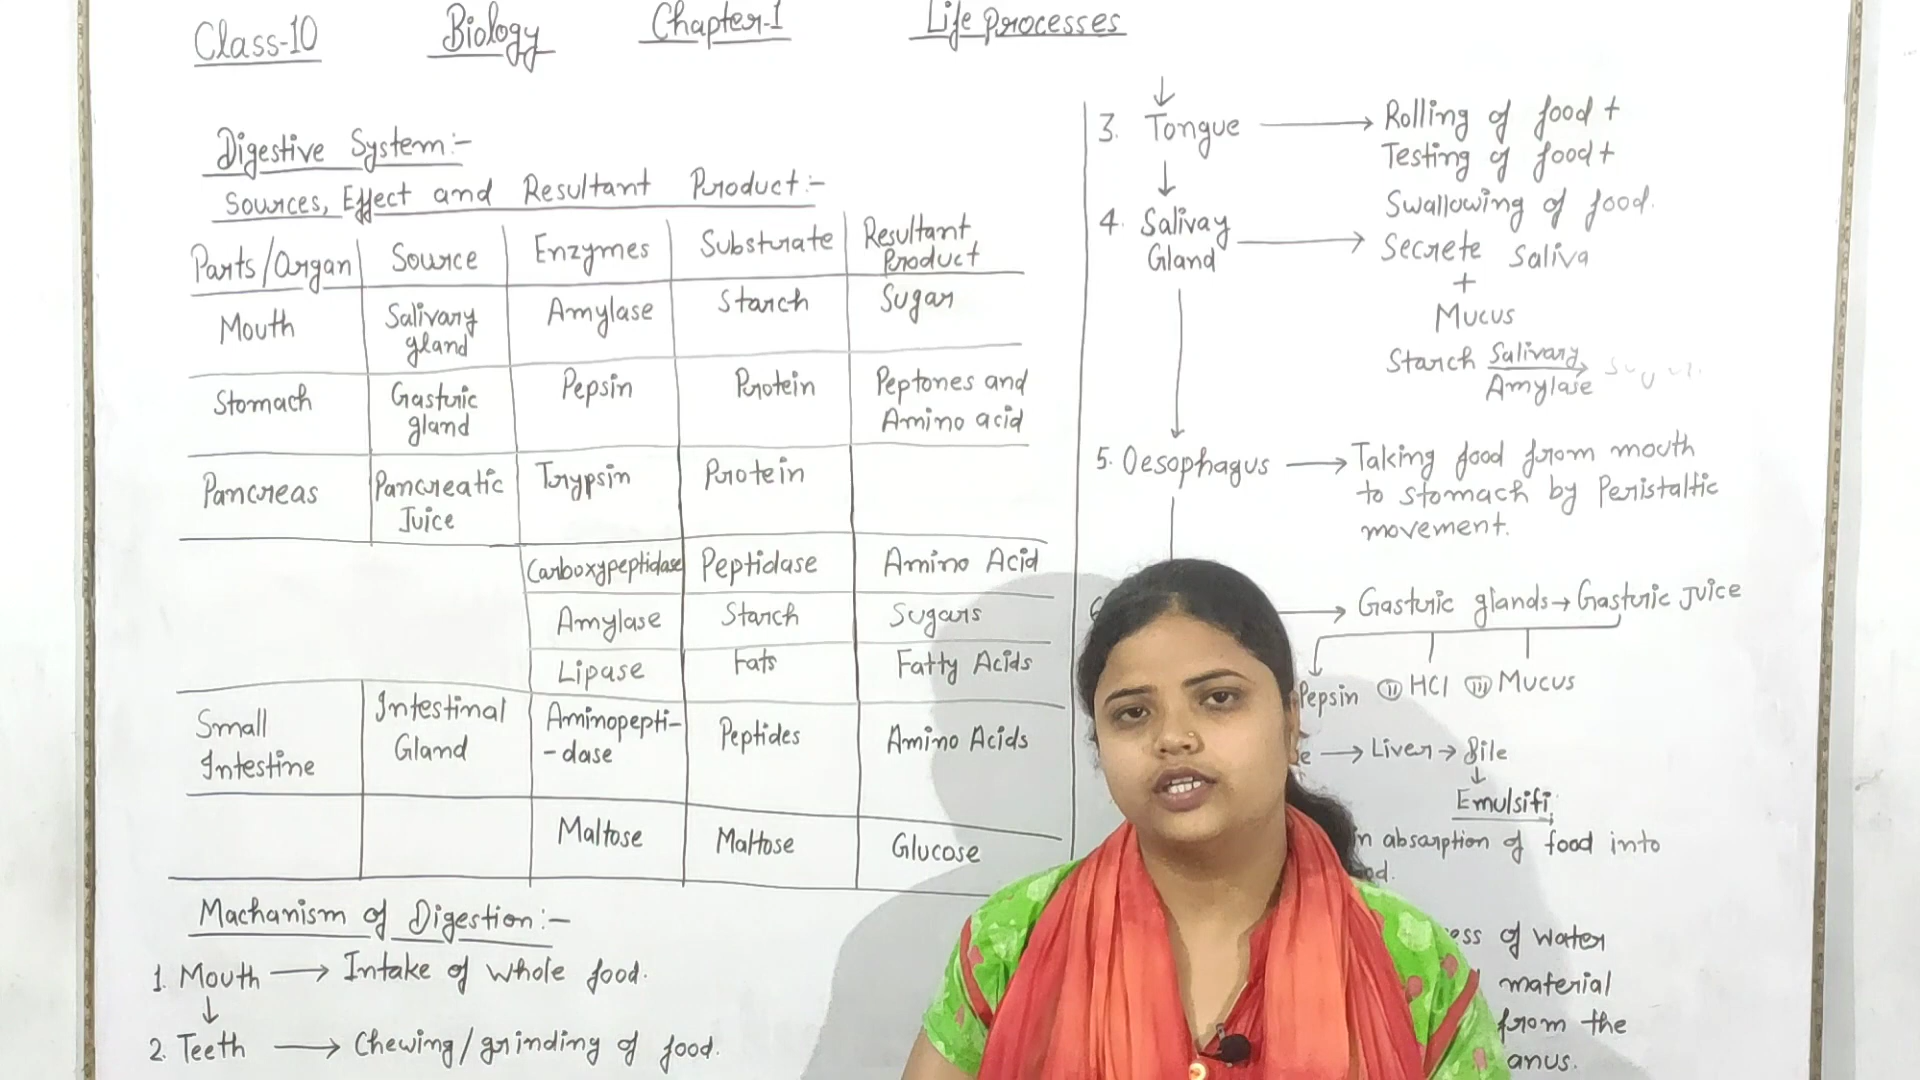 Class-10 Biology Chapter-1 Life Processes
Digestive System:-
Sources, Effect and Resultant Product:-
Parts/Organ Source Enzymes Substrate Resultant Product
Mouth Salivary gland Amylase Starch Sugar
Stomach Gastric gland Pepsin Protein Peptones and Amino acid
Pancreas Pancreatic Juice Trypsin Protein
Carboxypeptidase Peptidase Amino Acid
Amylase Starch Sugars
Lipase Fats Fatty Acids
Small Intestine Intestinal Gland Aminopepti--dase Peptides Amino Acids
Maltose Maltose Glucose
Machanism of Digestion:-
1. Mouth → Intake of whole food.
↓
2. Teeth → Chewing/grinding of food.
↓
3. Tongue → Rolling of food +
Testing of food +
Swallowing of food.
↓
4. Salivay Gland → Secrete Saliva
+
Mucus
Starch Salivary Amylase →
↓
5. Oesophagus → Taking food from mouth
to stomach by Peristaltic
movement.
→ Gastric glands → Gastric Juice
Pepsin (ii) HCl (iii) Mucus
→ Liver → Bile
↓
Emulsifi
in absorption of food into
of water
material
from the
anus.